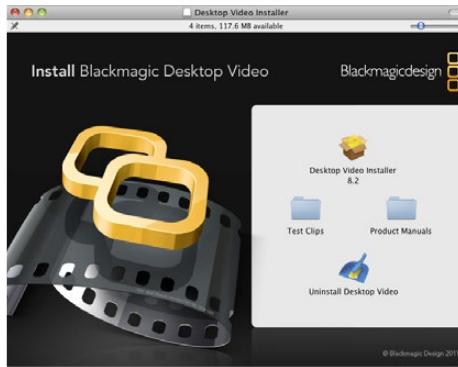 Desktop Video Installer
4 items, 117.6 MB available
Install Blackmagic Desktop Video
Blackmagicdesign
Desktop Video Installer
8.2
Test Clips
Product Manuals
Uninstall Desktop Video
© Blackmagic Design 2011